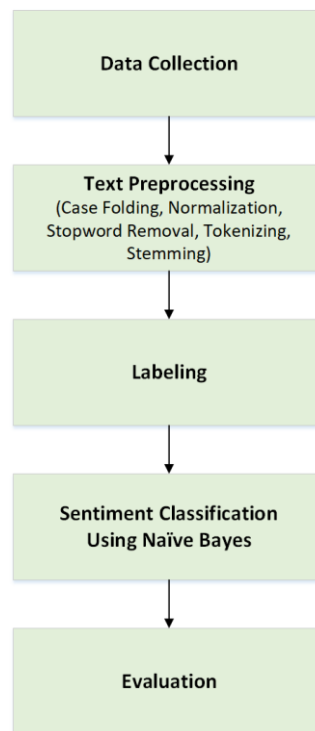 Data Collection
Text Preprocessing
(Case Folding, Normalization,
Stopword Removal, Tokenizing,
Stemming)
Labeling
Sentiment Classification
Using Naïve Bayes
Evaluation